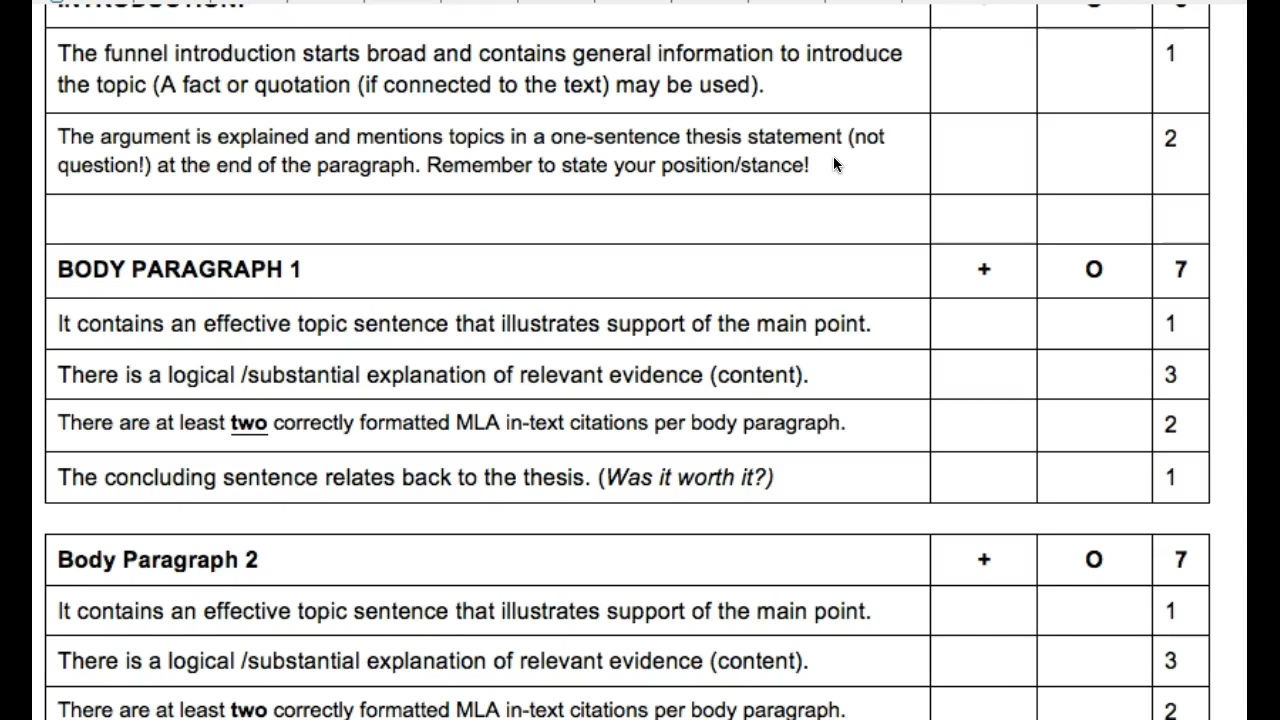 INTRODUCTION:
The funnel introduction starts broad and contains general information to introduce 1
the topic (A fact or quotation (if connected to the text) may be used).
The argument is explained and mentions topics in a one-sentence thesis statement (not 2
question!) at the end of the paragraph. Remember to state your position/stance!
BODY PARAGRAPH 1 + O 7
It contains an effective topic sentence that illustrates support of the main point. 1
There is a logical /substantial explanation of relevant evidence (content). 3
There are at least two correctly formatted MLA in-text citations per body paragraph. 2
The concluding sentence relates back to the thesis. (Was it worth it?) 1
Body Paragraph 2 + O 7
It contains an effective topic sentence that illustrates support of the main point. 1
There is a logical /substantial explanation of relevant evidence (content). 3
There are at least two correctly formatted MLA in-text citations per body paragraph. 2